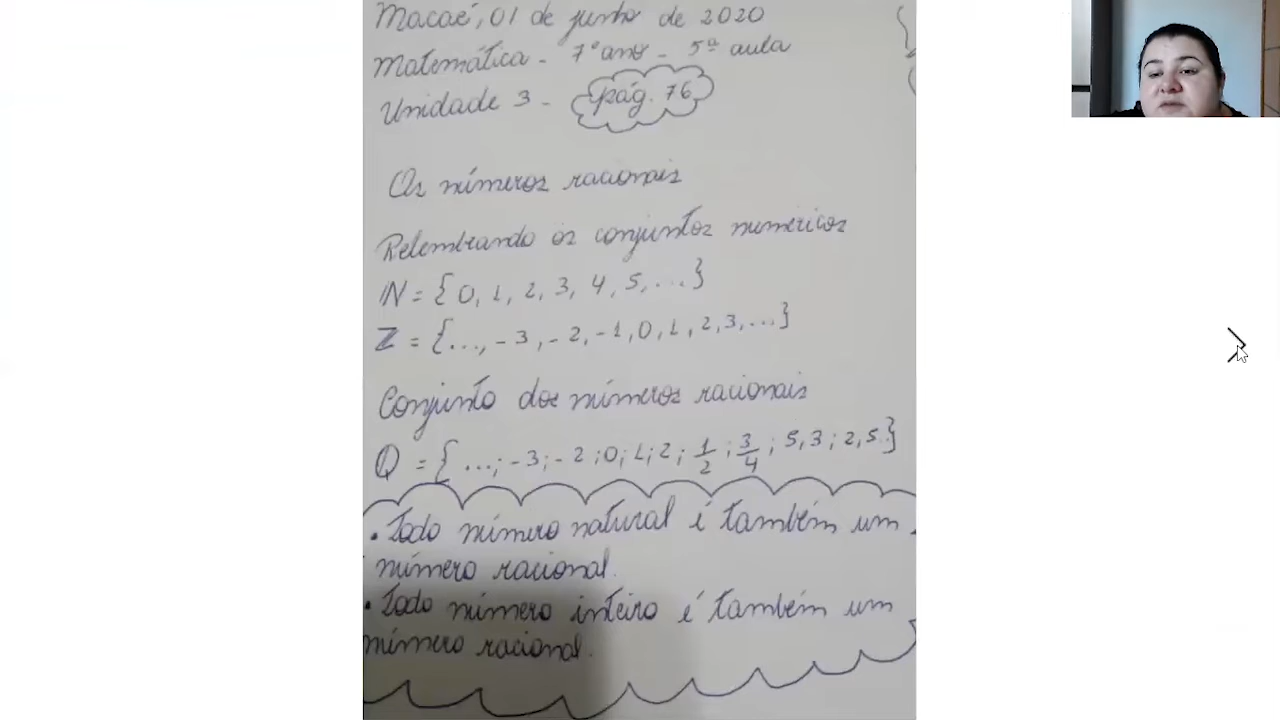 Macaé, 01 de junho de 2020
Matemática - 7º ano - 5ª aula
Unidade 3 - pág. 76
Os números racionais
Relembrando os conjuntos numéricos
N = { 0, 1, 2, 3, 4, 5, ... }
Z = { ..., -3, -2, -1, 0, 1, 2, 3, ... }
Conjunto dos números racionais
Q = { ...; -3; -2; 0; 1; 2; 1/2; 3/4; 5,3; 2,5.. }
• Todo número natural é também um
número racional.
• Todo número inteiro é também um
número racional.